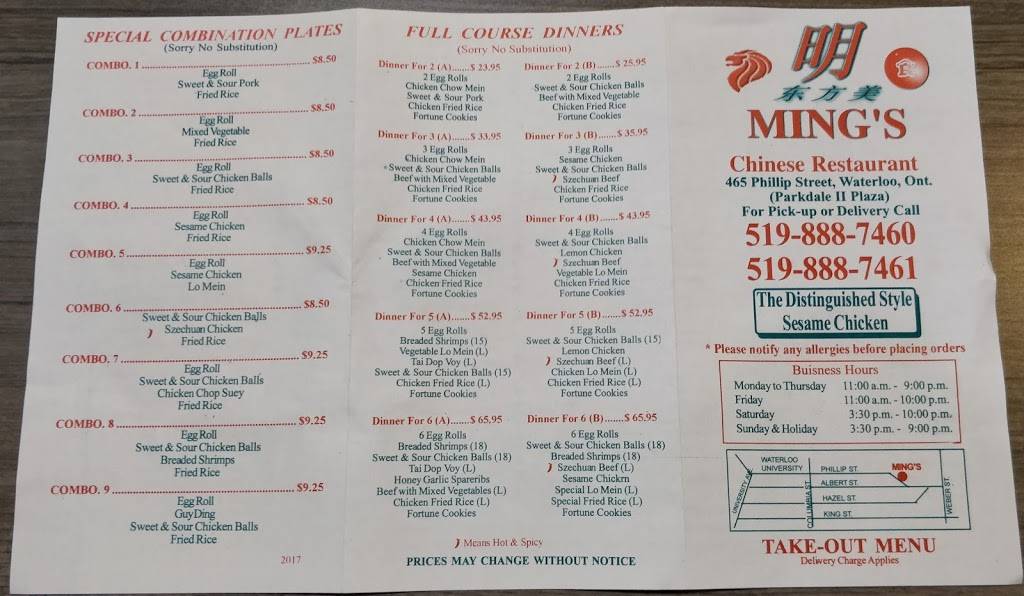 SPECIAL COMBINATION PLATES
(Sorry No Substitution)
COMBO. 1 ........ $8.50
Egg Roll
Sweet & Sour Pork
Fried Rice
COMBO. 2 ........ $8.50
Egg Roll
Mixed Vegetable
Fried Rice
COMBO. 3 ........ $8.50
Egg Roll
Sweet & Sour Chicken Balls
Fried Rice
COMBO. 4 ........ $8.50
Egg Roll
Sesame Chicken
Fried Rice
COMBO. 5 ........ $9.25
Egg Roll
Sesame Chicken
Lo Mein
COMBO. 6 ........ $8.50
Sweet & Sour Chicken Balls
Szechuan Chicken
Fried Rice
COMBO. 7 ........ $9.25
Egg Roll
Sweet & Sour Chicken Balls
Chicken Chop Suey
Fried Rice
COMBO. 8 ........ $9.25
Egg Roll
Sweet & Sour Chicken Balls
Breaded Shrimps
Fried Rice
COMBO. 9 ........ $9.25
Egg Roll
Guy Ding
Sweet & Sour Chicken Balls
Fried Rice
2017
FULL COURSE DINNERS
(Sorry No Substitution)
Dinner For 2 (A)......$ 23.95
2 Egg Rolls
Chicken Chow Mein
Sweet & Sour Pork
Chicken Fried Rice
Fortune Cookies
Dinner For 3 (A)......$ 33.95
3 Egg Rolls
Chicken Chow Mein
Sweet & Sour Chicken Balls
Beef with Mixed Vegetable
Chicken Fried Rice
Fortune Cookies
Dinner For 4 (A)......$ 43.95
4 Egg Rolls
Chicken Chow Mein
Sweet & Sour Chicken Balls
Beef with Mixed Vegetable
Sesame Chicken
Chicken Fried Rice
Fortune Cookies
Dinner For 5 (A)......$ 52.95
5 Egg Rolls
Breaded Shrimps (15)
Vegetable Lo Mein (L)
Tai Dop Voy (L)
Sweet & Sour Chicken Balls (15)
Chicken Fried Rice (L)
Fortune Cookies
Dinner For 6 (A)......$ 65.95
6 Egg Rolls
Breaded Shrimps (18)
Sweet & Sour Chicken Balls (18)
Tai Dop Voy (L)
Honey Garlic Spareribs
Beef with Mixed Vegetables (L)
Chicken Fried Rice (L)
Fortune Cookies
Dinner For 2 (B)......$ 25.95
2 Egg Rolls
Sweet & Sour Chicken Balls
Beef with Mixed Vegetable
Chicken Fried Rice
Fortune Cookies
Dinner For 3 (B)......$ 35.95
3 Egg Rolls
Sesame Chicken
Sweet & Sour Chicken Balls
Szechuan Beef
Chicken Fried Rice
Fortune Cookies
Dinner For 4 (B)......$ 43.95
4 Egg Rolls
Sweet & Sour Chicken Balls
Lemon Chicken
Szechuan Beef
Vegetable Lo Mein
Chicken Fried Rice
Fortune Cookies
Dinner For 5 (B)......$ 52.95
5 Egg Rolls
Sweet & Sour Chicken Balls (15)
Lemon Chicken
Szechuan Beef (L)
Chicken Lo Mein (L)
Chicken Fried Rice (L)
Fortune Cookies
Dinner For 6 (B)......$ 65.95
6 Egg Rolls
Sweet & Sour Chicken Balls (18)
Breaded Shrimps (18)
Szechuan Beef (L)
Sesame Chickrn
Special Lo Mein (L)
Special Fried Rice (L)
Fortune Cookies
Means Hot & Spicy
PRICES MAY CHANGE WITHOUT NOTICE
明
东方美
MING'S
Chinese Restaurant
465 Phillip Street, Waterloo, Ont.
(Parkdale II Plaza)
For Pick-up or Delivery Call
519-888-7460
519-888-7461
The Distinguished Style
Sesame Chicken
* Please notify any allergies before placing orders
Buisness Hours
Monday to Thursday 11:00 a.m. - 9:00 p.m.
Friday 11:00 a.m. - 10:00 p.m.
Saturday 3:30 p.m. - 10:00 p.m.
Sunday & Holiday 3:30 p.m. - 9:00 p.m.
WATERLOO
UNIVERSITY
PHILLIP ST.
MING'S
ALBERT ST.
HAZEL ST.
KING ST.
UNIVERSITY AVE
COLUMBIA ST.
WEBER ST.
TAKE-OUT MENU
Delivery Charge Applies